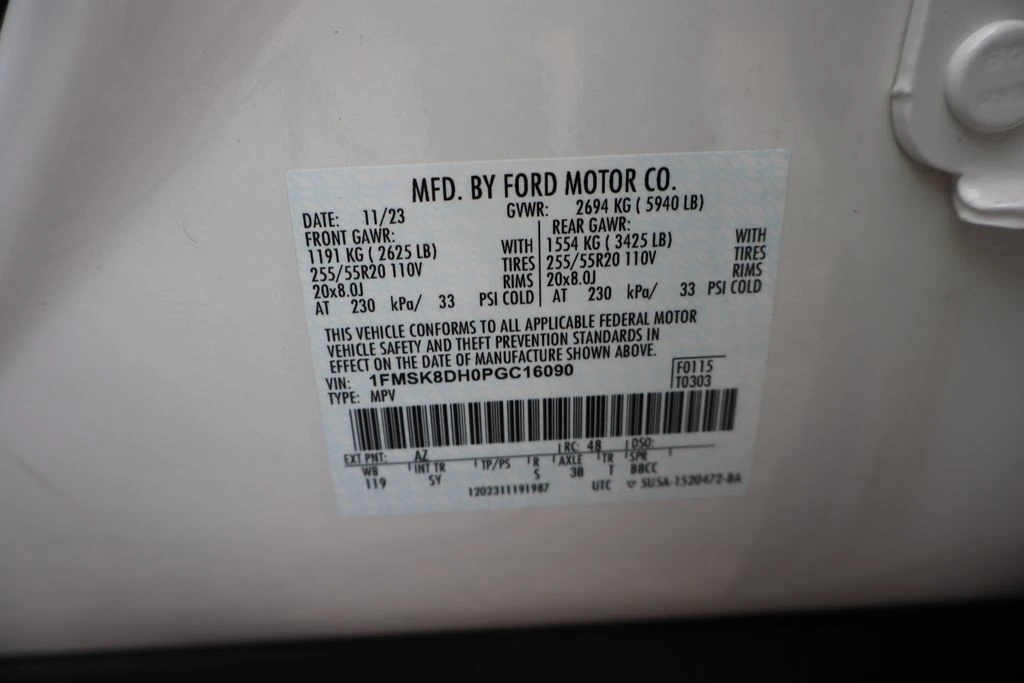 MFD. BY FORD MOTOR CO.
DATE: 11/23 GVWR: 2694 KG ( 5940 LB)
FRONT GAWR: REAR GAWR:
1191 KG ( 2625 LB) WITH 1554 KG ( 3425 LB) WITH
255/55R20 110V TIRES 255/55R20 110V TIRES
20x8.0J RIMS 20x8.0J RIMS
AT 230 kPa/ 33 PSI COLD AT 230 kPa/ 33 PSI COLD
THIS VEHICLE CONFORMS TO ALL APPLICABLE FEDERAL MOTOR
VEHICLE SAFETY AND THEFT PREVENTION STANDARDS IN
EFFECT ON THE DATE OF MANUFACTURE SHOWN ABOVE.
VIN: 1FMSK8DH0PGC16090 F0115
TYPE: MPV T0303
EXT PNT: AZ RC: 48 DSO:
WB INT TR TP/PS R AXLE TR SPR
119 SY S 38 T BBCC
1202311191987 UTC SU5A-1520472-BA